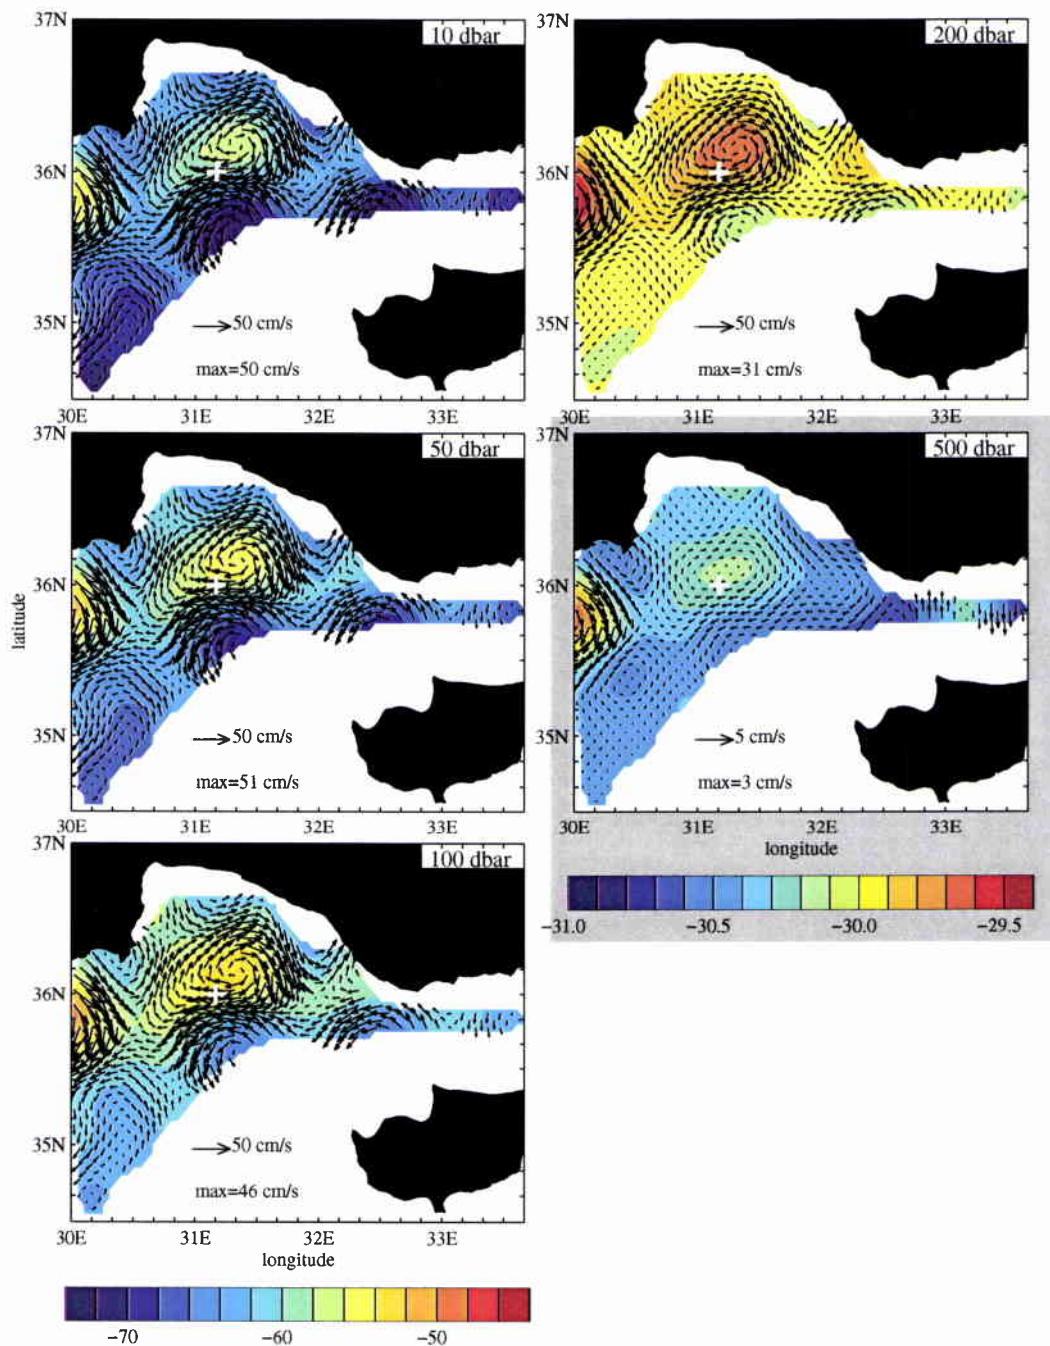 37N
10 dbar
36N
35N
50 cm/s
max=50 cm/s
30E 31E 32E 33E
37N
200 dbar
36N
35N
50 cm/s
max=31 cm/s
30E 31E 32E 33E
37N
50 dbar
36N
latitude
35N
50 cm/s
max=51 cm/s
30E 31E 32E 33E
37N
500 dbar
36N
35N
5 cm/s
max=3 cm/s
30E 31E 32E 33E
longitude
−31.0 −30.5 −30.0 −29.5
37N
100 dbar
36N
35N
50 cm/s
max=46 cm/s
30E 31E 32E 33E
longitude
−70 −60 −50